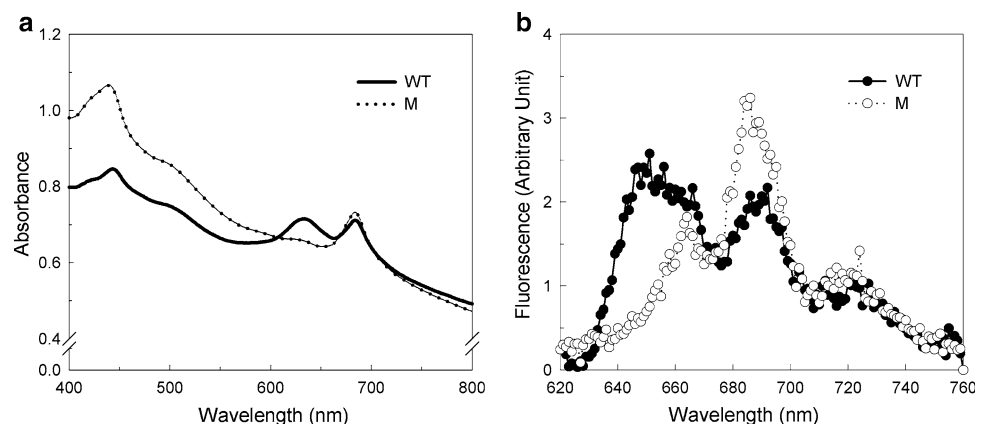 a
1.2
1.0
0.8
0.6
0.4
0.0
Absorbance
WT
M
400 500 600 700 800
Wavelength (nm)
b
4
3
2
1
0
Fluorescence (Arbitrary Unit)
WT
M
620 640 660 680 700 720 740 760
Wavelength (nm)